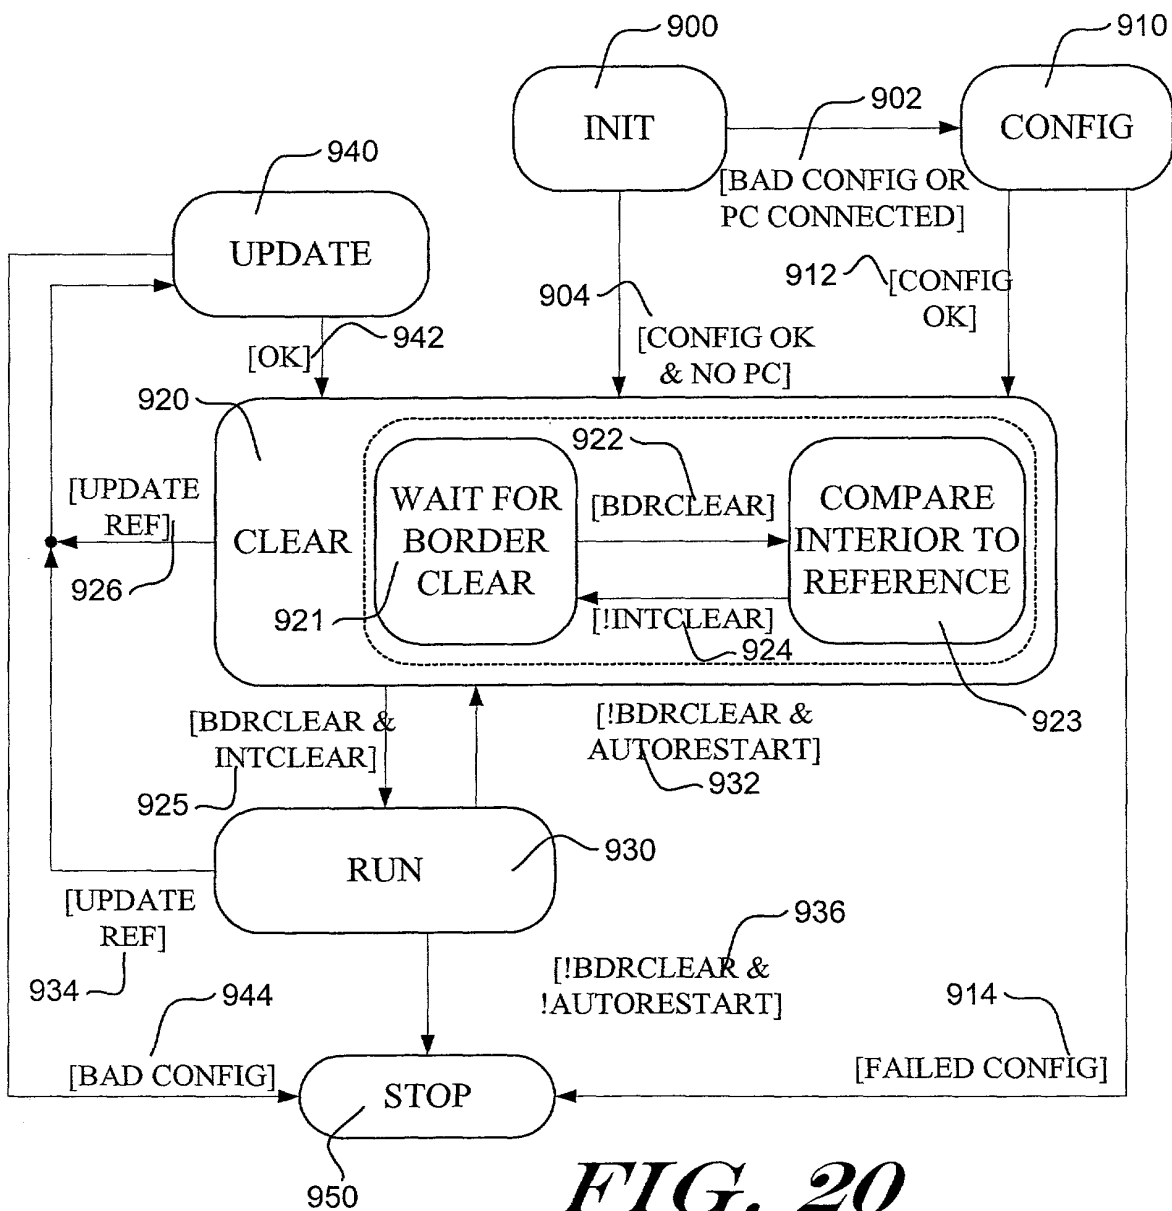 900
910
INIT
902
CONFIG
[BAD CONFIG OR
PC CONNECTED]
940
UPDATE
904
912
[CONFIG
OK]
[OK]
942
[CONFIG OK
& NO PC]
920
922
[UPDATE
REF]
926
CLEAR
WAIT FOR
BORDER
CLEAR
921
[BDRCLEAR]
COMPARE
INTERIOR TO
REFERENCE
[!INTCLEAR]
924
923
[BDRCLEAR &
INTCLEAR]
925
[!BDRCLEAR &
AUTORESTART]
932
RUN
930
[UPDATE
REF]
934
936
[!BDRCLEAR &
!AUTORESTART]
944
[BAD CONFIG]
914
[FAILED CONFIG]
STOP
950
FIG. 20